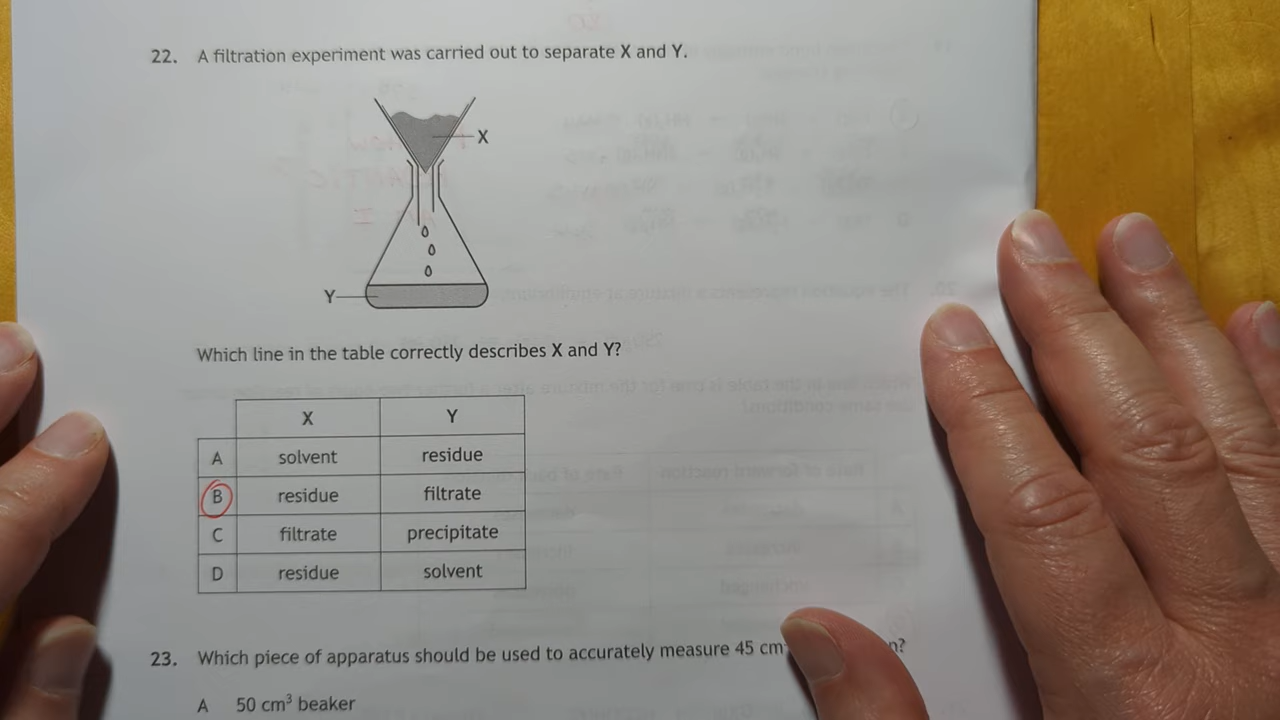 22. A filtration experiment was carried out to separate X and Y.
X
Y
Which line in the table correctly describes X and Y?
X Y
A solvent residue
B residue filtrate
C filtrate precipitate
D residue solvent
23. Which piece of apparatus should be used to accurately measure 45 cm
A 50 cm³ beaker